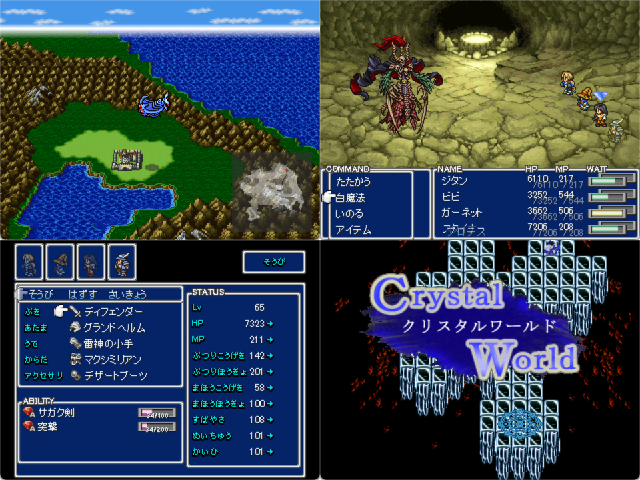 COMMAND NAME HP MP WAIT
たたかう ジタン 6110 217
白魔法 ビビ 3252 544
いのる ガーネット 3662 506
アイテム 7206 208
そうび
そうび はずす さいきょう
ぶき ディフェンダー
あたま グランドヘルム
うで 雷神の小手
からだ マクシミリアン
アクセサリ デザートブーツ
ABILITY
サガク剣 24/100
突撃 34/200
STATUS
Lv 65
HP 7323→
MP 211→
ぶつりこうげき 142→
ぶつりぼうぎょ 201→
まほうこうげき 58→
まほうぼうぎょ 100→
すばやさ 108→
めいちゅう 101→
かいひ 101→
Crystal
クリスタルワールド
World